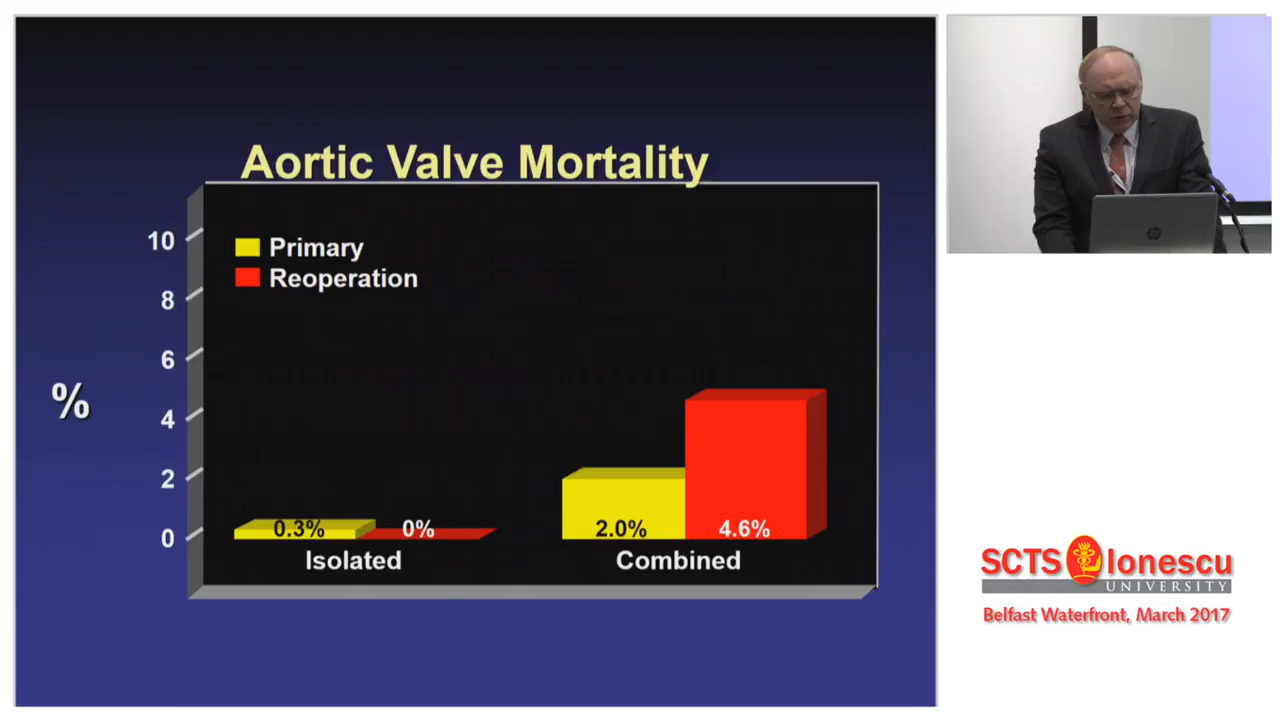 Aortic Valve Mortality
%
10
8
6
4
2
0
Primary
Reoperation
0.3%
0%
2.0%
4.6%
Isolated
Combined
hp
SCTS Ionescu
UNIVERSITY
Belfast Waterfront, March 2017